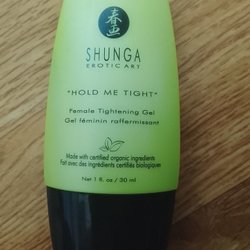 春画
SHUNGA
EROTIC ART
"HOLD ME TIGHT"
Female Tightening Gel
Gel féminin raffermissant
Made with certified organic ingredients
Fait avec des ingrédients certifiés biologiques
Net 1 fl. oz / 30 ml